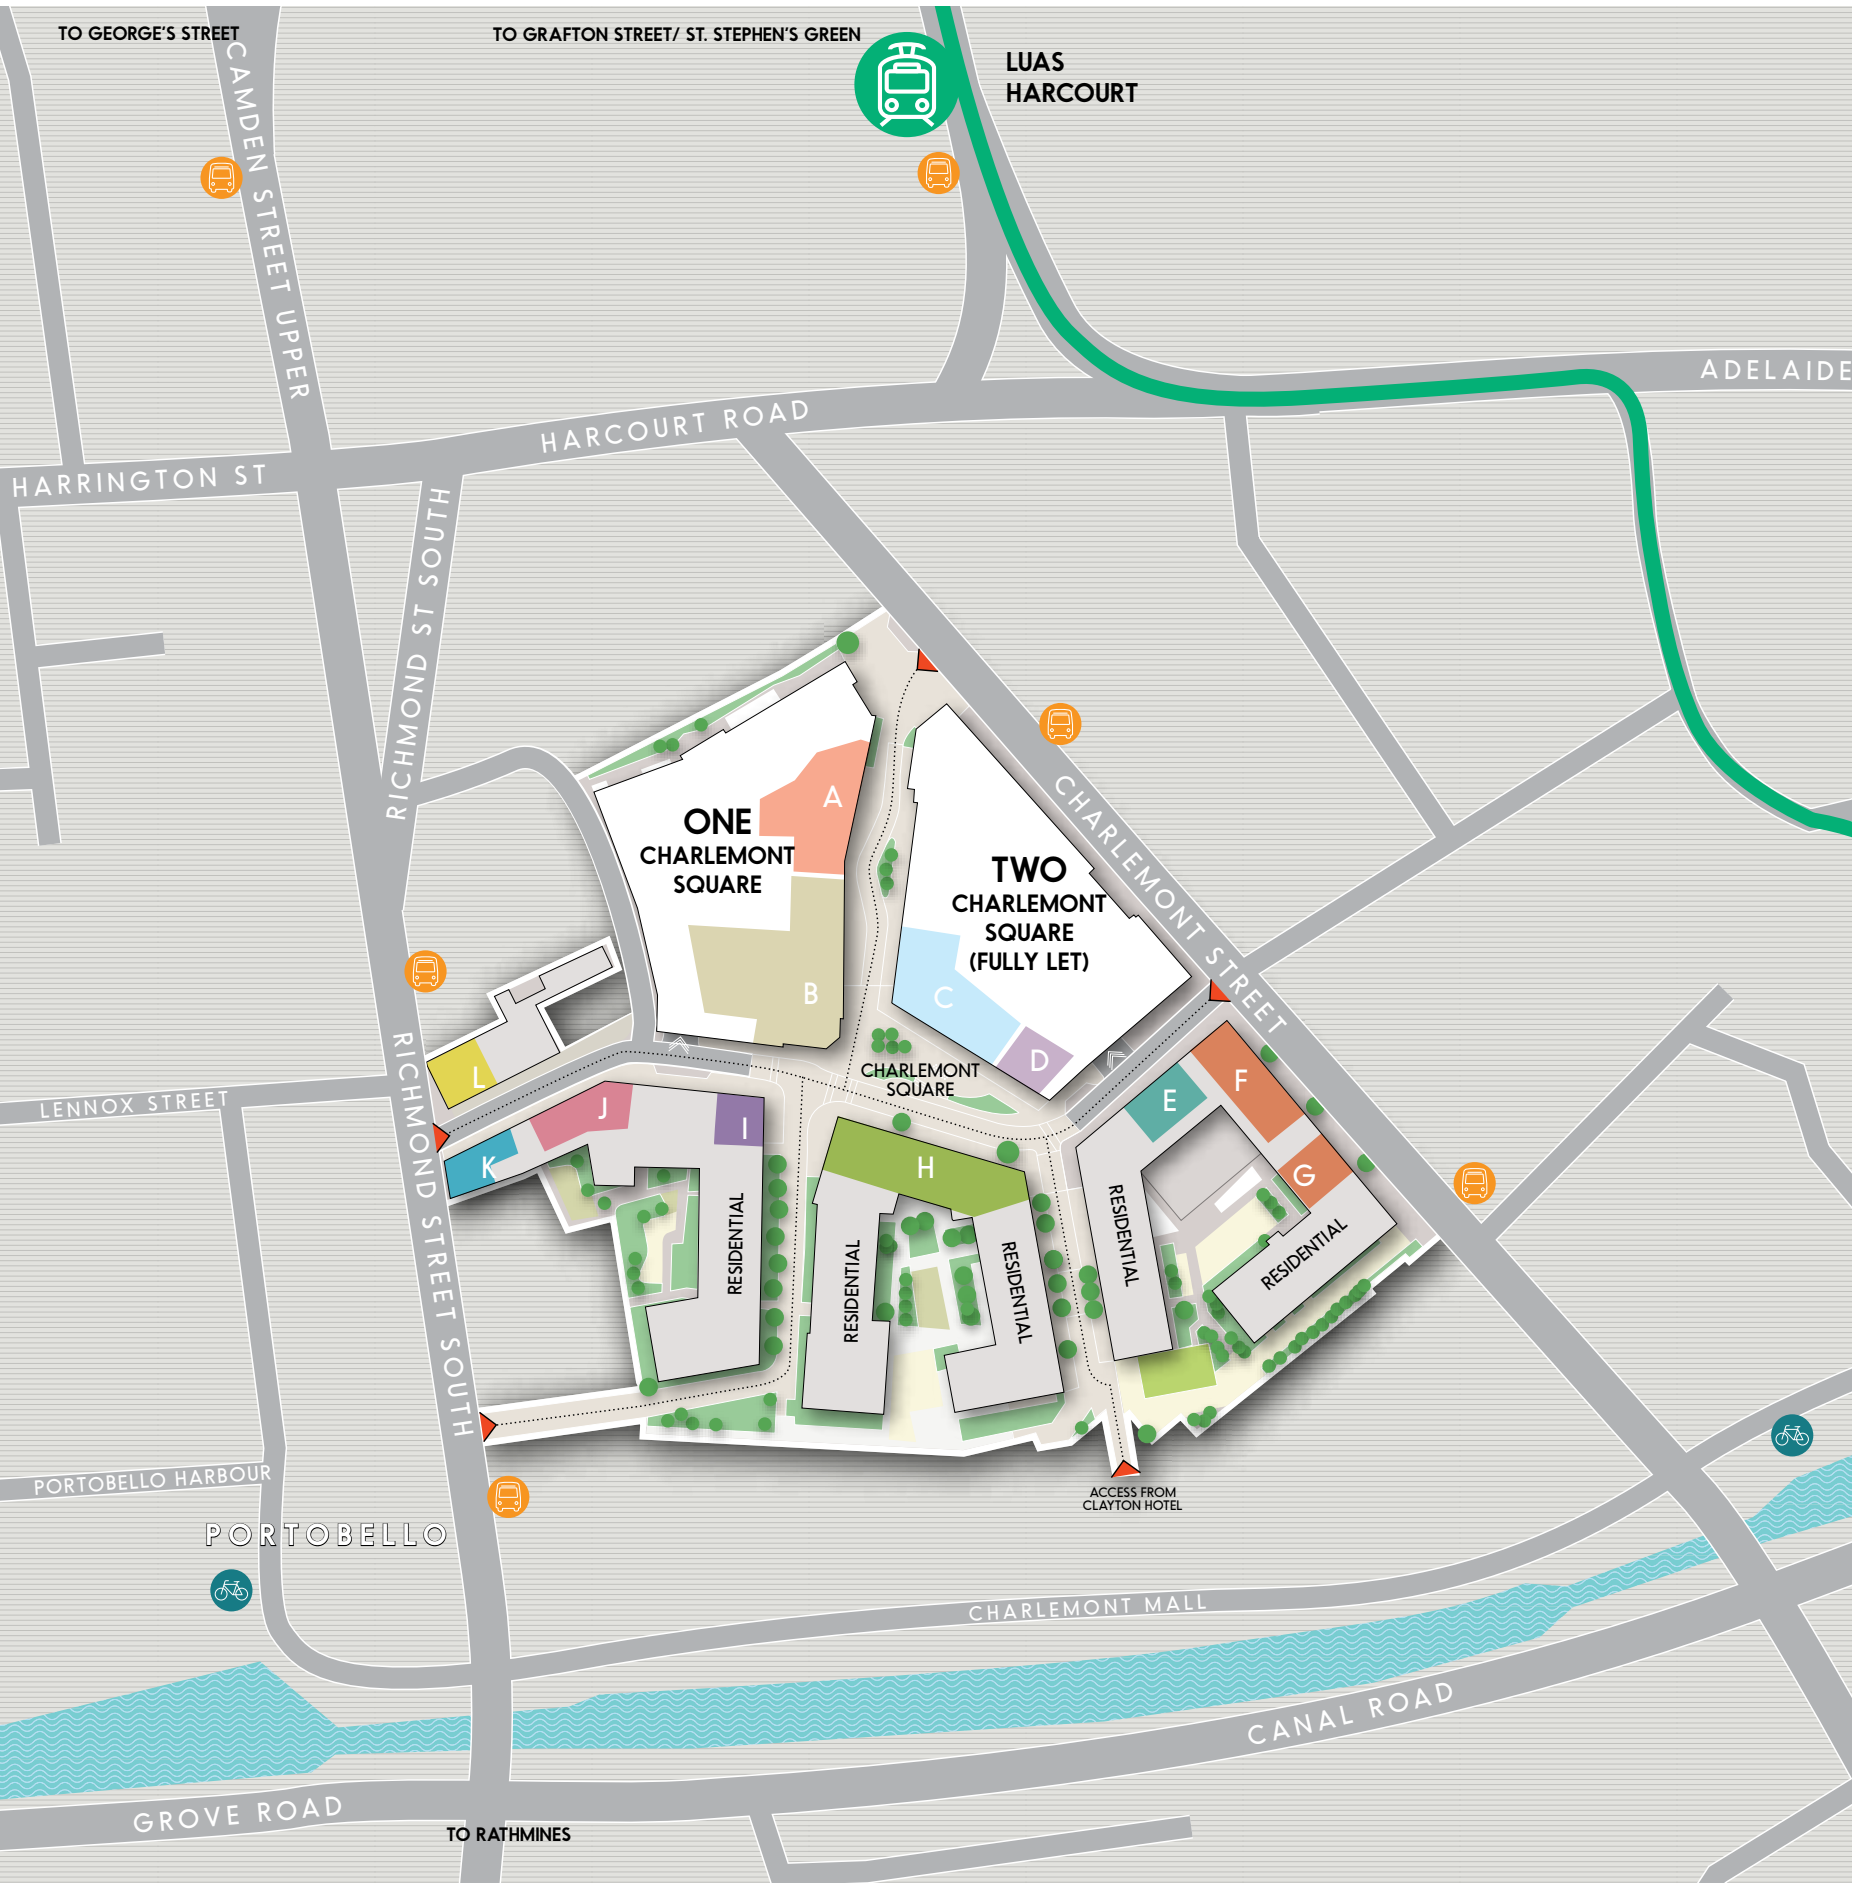 TO GEORGE'S STREET
TO GRAFTON STREET/ ST. STEPHEN'S GREEN
LUAS
HARCOURT
CAMDEN STREET UPPER
ADELAIDE
HARCOURT ROAD
HARRINGTON ST
RICHMOND ST SOUTH
CHARLEMONT STREET
ONE
CHARLEMONT
SQUARE
A
B
TWO
CHARLEMONT
SQUARE
(FULLY LET)
C
D
CHARLEMONT
SQUARE
E
F
G
H
I
J
K
L
RESIDENTIAL
RESIDENTIAL
RESIDENTIAL
RESIDENTIAL
RESIDENTIAL
LENNOX STREET
RICHMOND STREET SOUTH
PORTOBELLO HARBOUR
PORTOBELLO
ACCESS FROM
CLAYTON HOTEL
CHARLEMONT MALL
CANAL ROAD
GROVE ROAD
TO RATHMINES